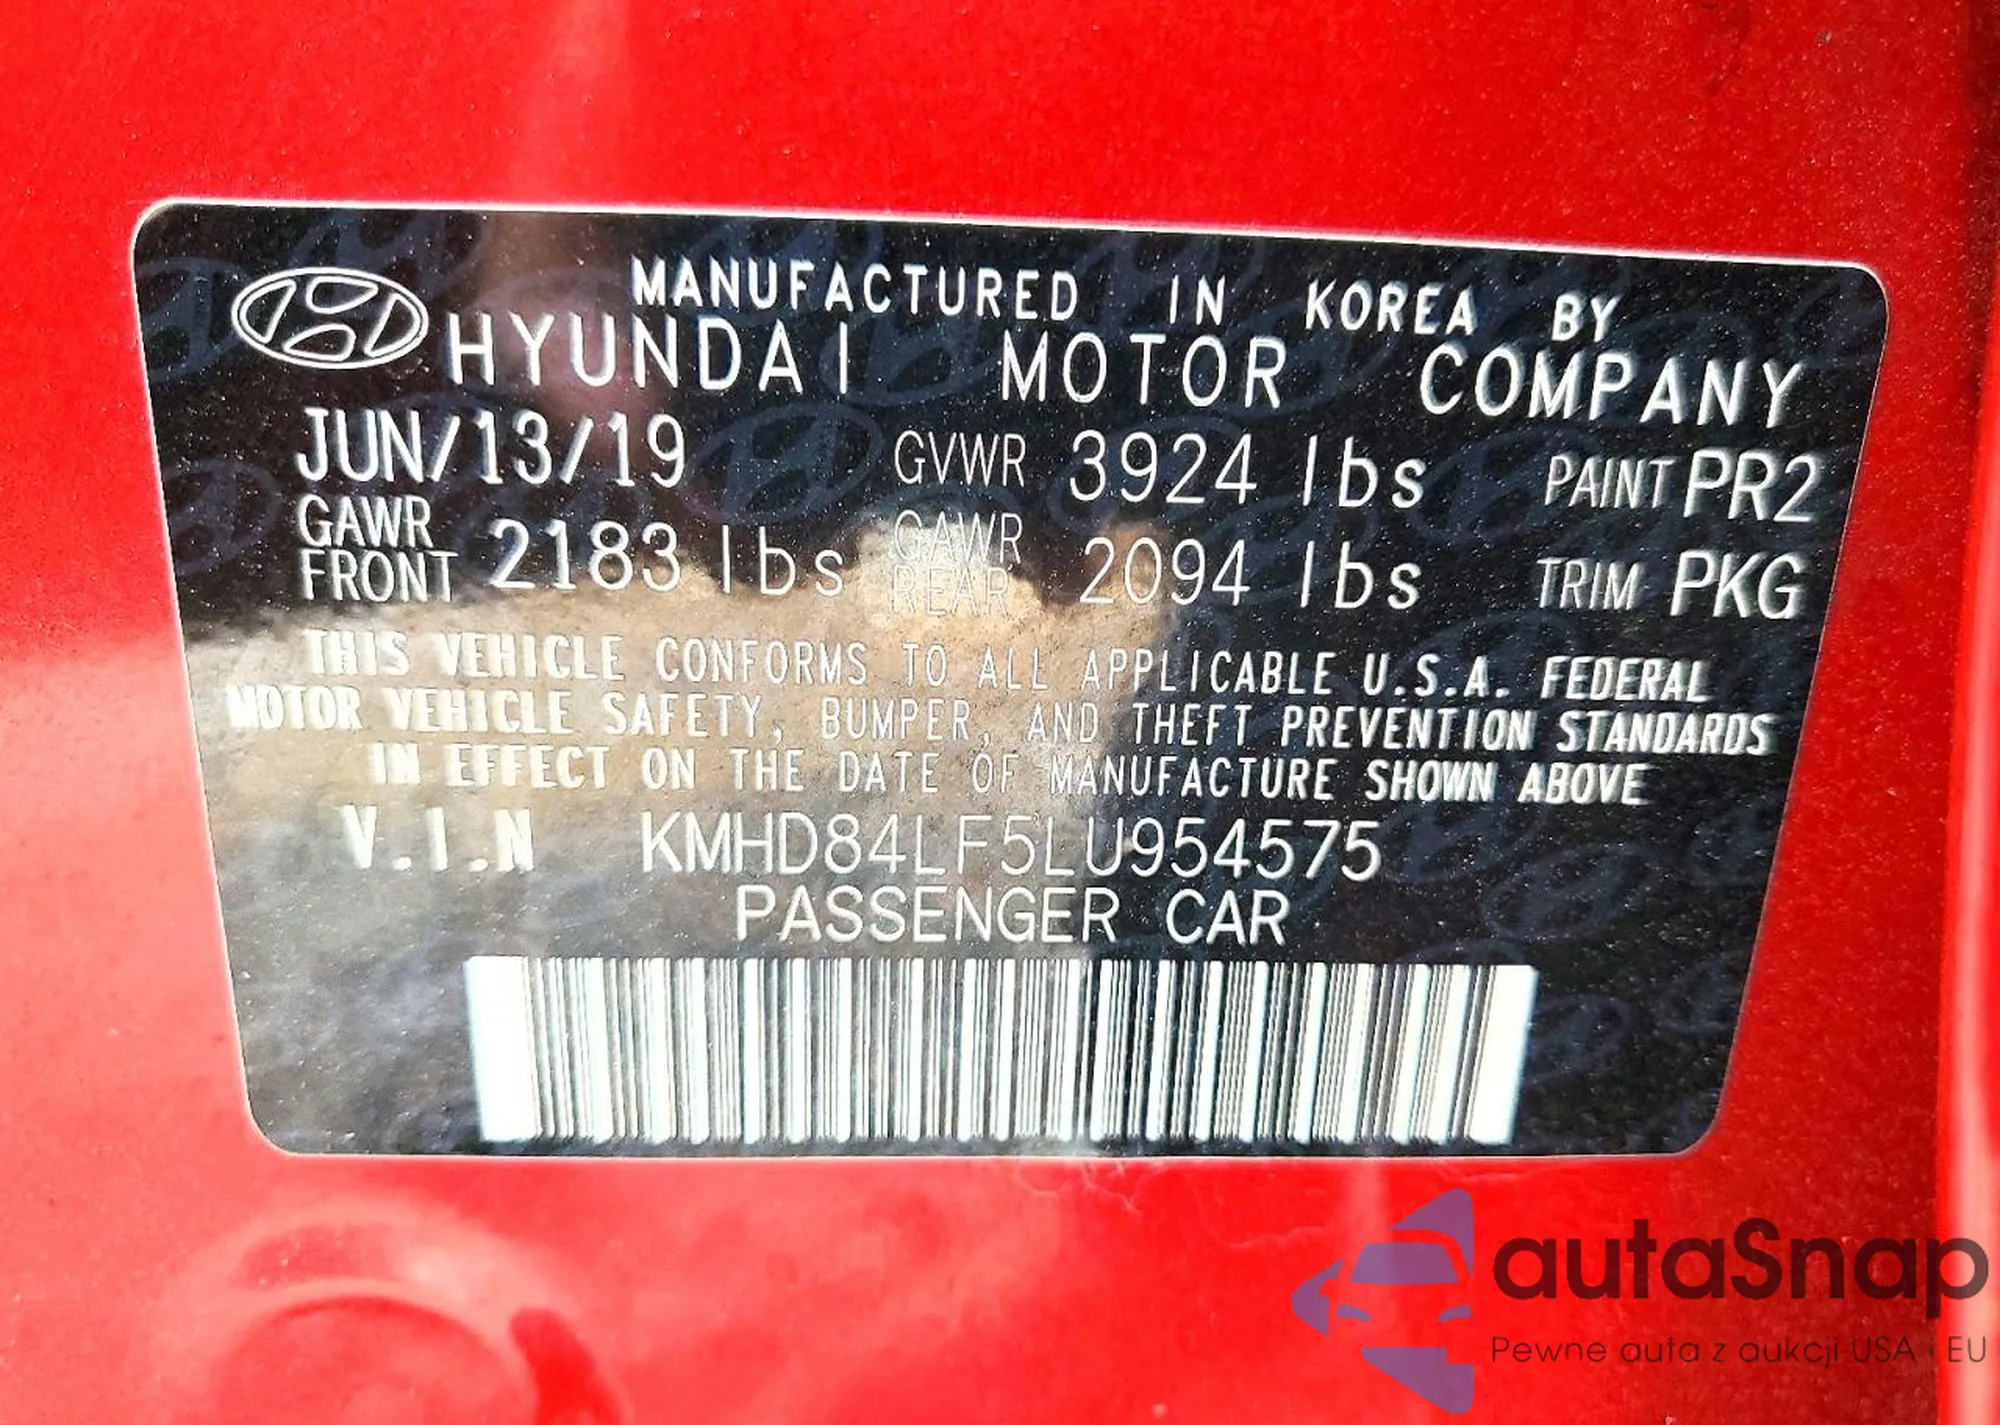 MANUFACTURED IN KOREA BY
HYUNDAI MOTOR COMPANY
JUN/13/19 GVWR 3924 lbs PAINT PR2
GAWR FRONT 2183 lbs GAWR REAR 2094 lbs TRIM PKG
THIS VEHICLE CONFORMS TO ALL APPLICABLE U.S.A. FEDERAL
MOTOR VEHICLE SAFETY, BUMPER, AND THEFT PREVENTION STANDARDS
IN EFFECT ON THE DATE OF MANUFACTURE SHOWN ABOVE
V.I.N KMHD84LF5LU954575
PASSENGER CAR
autaSnap
Pewne auta z aukcji USA i EU